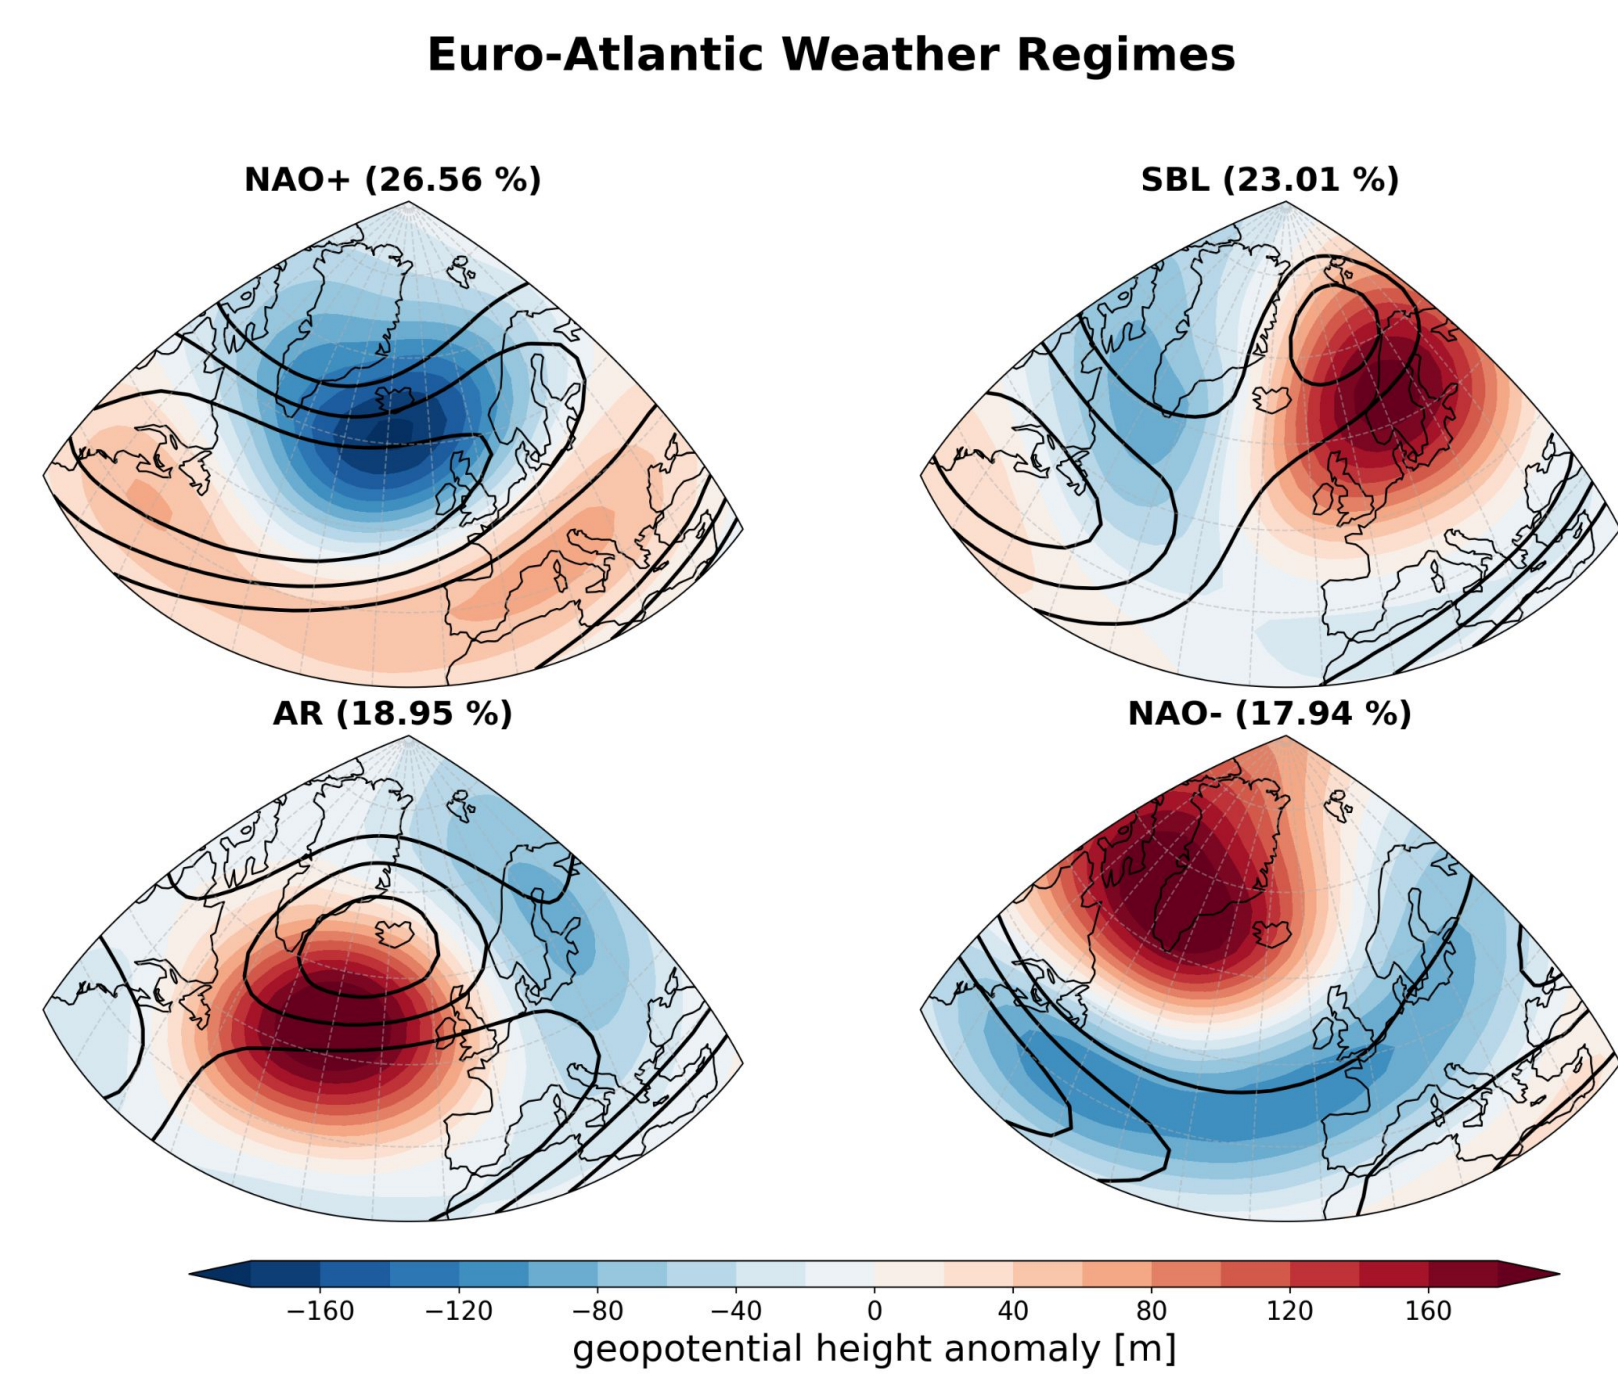 Euro-Atlantic Weather Regimes
NAO+ (26.56 %)
SBL (23.01 %)
AR (18.95 %)
NAO- (17.94 %)
−160 −120 −80 −40 0 40 80 120 160
geopotential height anomaly [m]